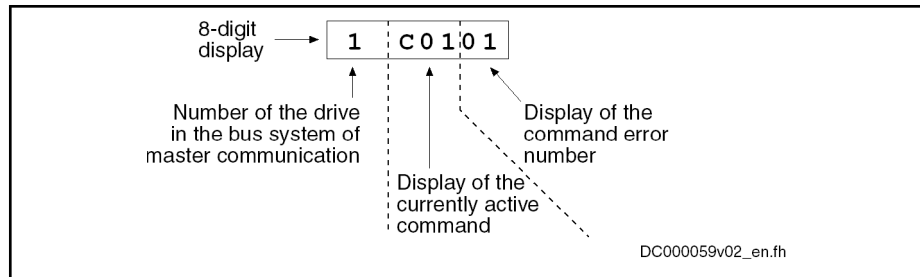 8-digit
display
1 C0101
Number of the drive
in the bus system of
master communication
Display of the
currently active
command
Display of the
command error
number
DC000059v02_en.fh